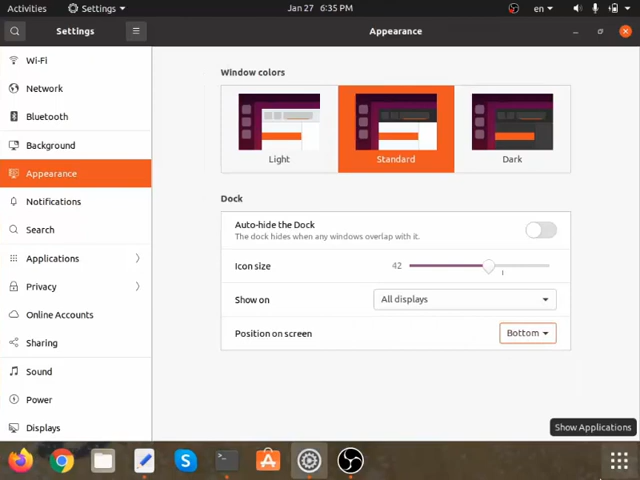 Activities
Settings
Jan 27  6:35 PM
en
Settings
Appearance
Wi-Fi
Network
Bluetooth
Background
Appearance
Notifications
Search
Applications
Privacy
Online Accounts
Sharing
Sound
Power
Displays
Window colors
Light
Standard
Dark
Dock
Auto-hide the Dock
The dock hides when any windows overlap with it.
Icon size
42
Show on
All displays
Position on screen
Bottom
Show Applications